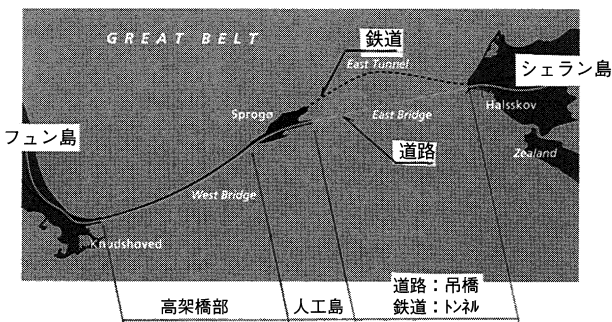 GREAT BELT
鉄道
East Tunnel
シェラン島
Sprogø
East Bridge
Halsskov
フュン島
道路
Zealand
West Bridge
Knudshoved
道路：吊橋
高架橋部
人工島
鉄道：トンネル